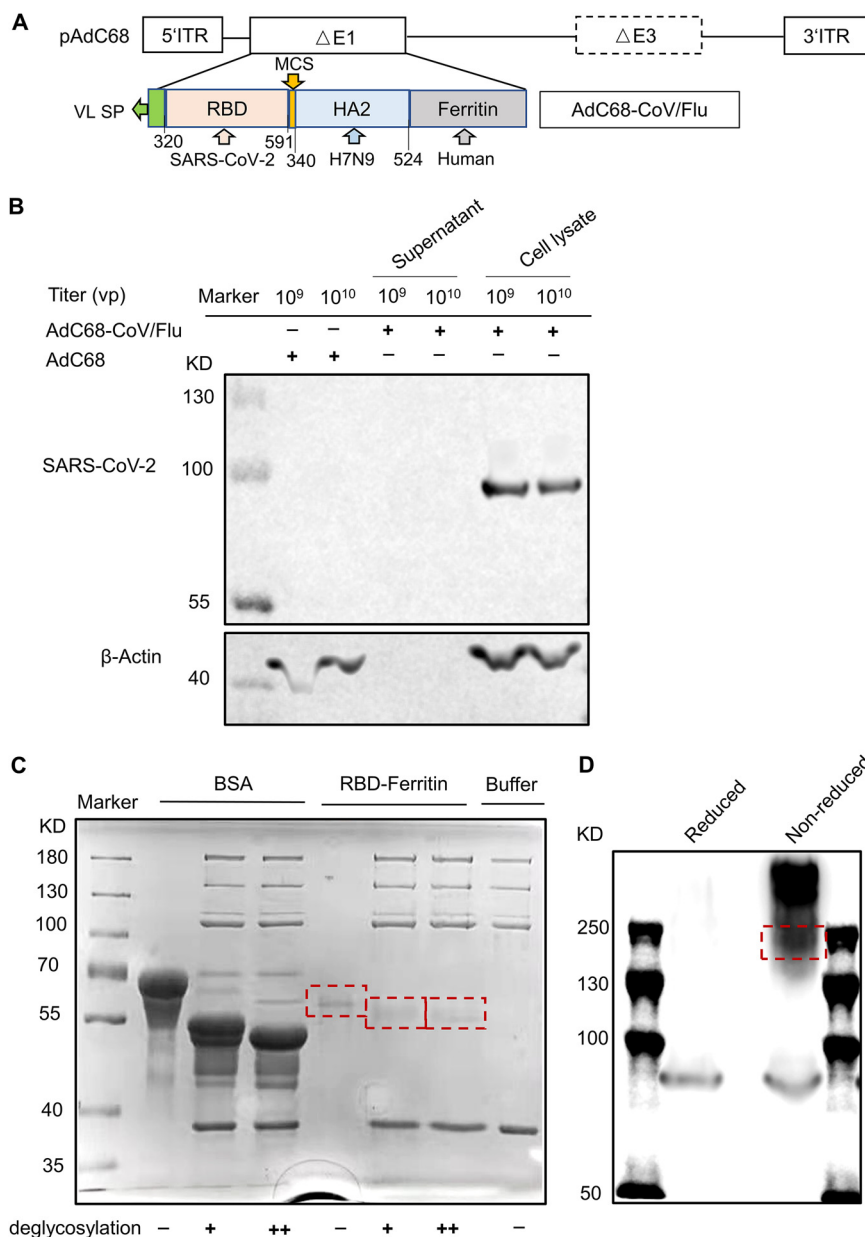 A
pAdC68 5'ITR △E1 △E3 3'ITR
MCS
VL SP RBD HA2 Ferritin AdC68-CoV/Flu
320 591 340 524
SARS-CoV-2 H7N9 Human
B
Supernatant Cell lysate
Titer (vp) Marker 10⁹ 10¹⁰ 10⁹ 10¹⁰ 10⁹ 10¹⁰
AdC68-CoV/Flu – – + + + +
AdC68 KD + + – – – –
130
SARS-CoV-2 100
55
β-Actin
40
C
BSA RBD-Ferritin Buffer
Marker
KD
180
130
100
70
55
40
35
deglycosylation – + ++ – + ++ –
D
Reduced Non-reduced
KD
250
130
100
50